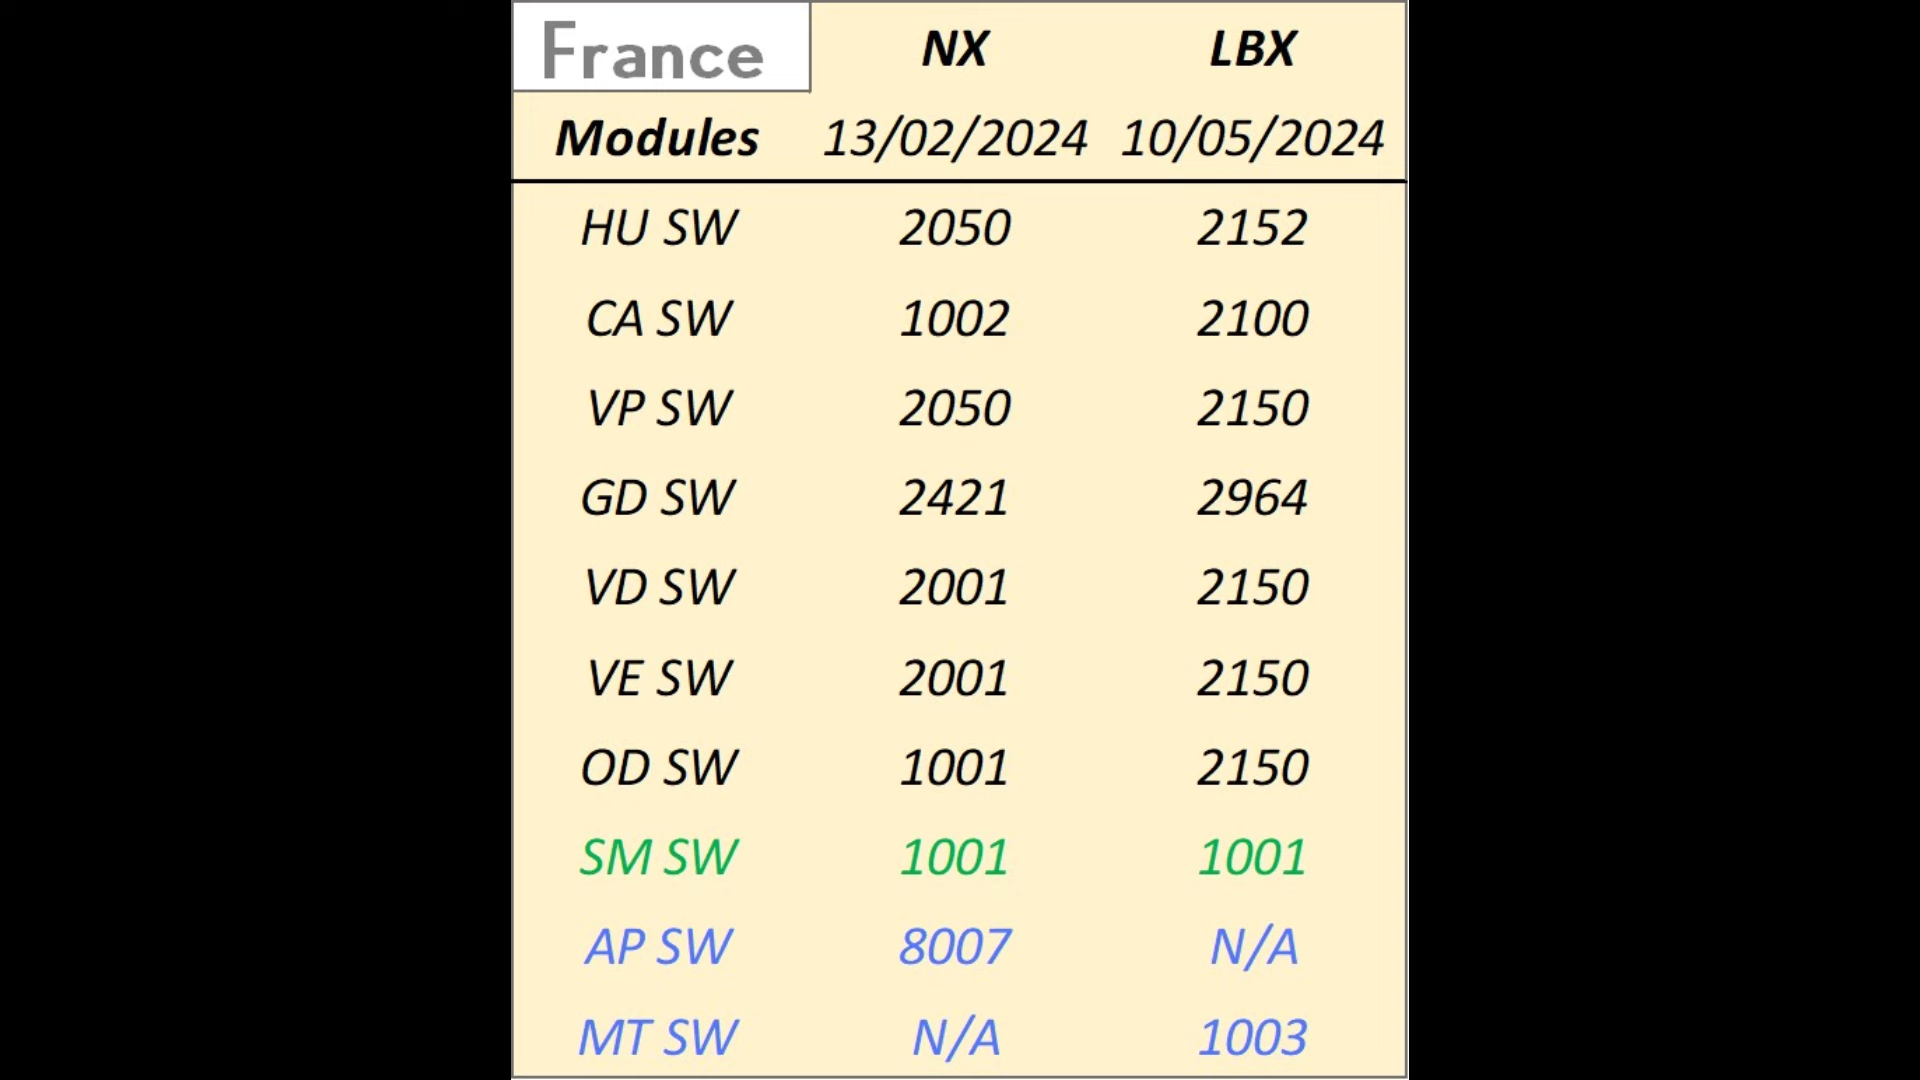 France NX LBX
Modules 13/02/2024 10/05/2024
HU SW 2050 2152
CA SW 1002 2100
VP SW 2050 2150
GD SW 2421 2964
VD SW 2001 2150
VE SW 2001 2150
OD SW 1001 2150
SM SW 1001 1001
AP SW 8007 N/A
MT SW N/A 1003